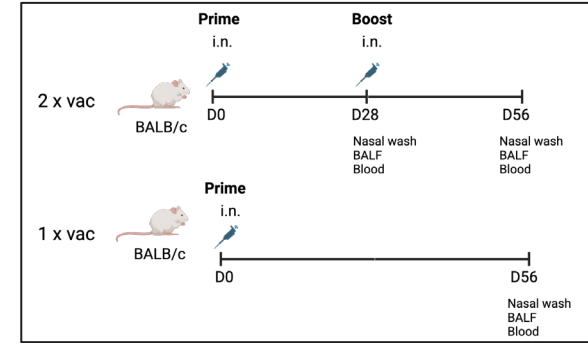 Prime Boost
i.n. i.n.
2 x vac
BALB/c
D0 D28 D56
Nasal wash Nasal wash
BALF BALF
Blood Blood
Prime
i.n.
1 x vac
BALB/c
D0 D56
Nasal wash
BALF
Blood